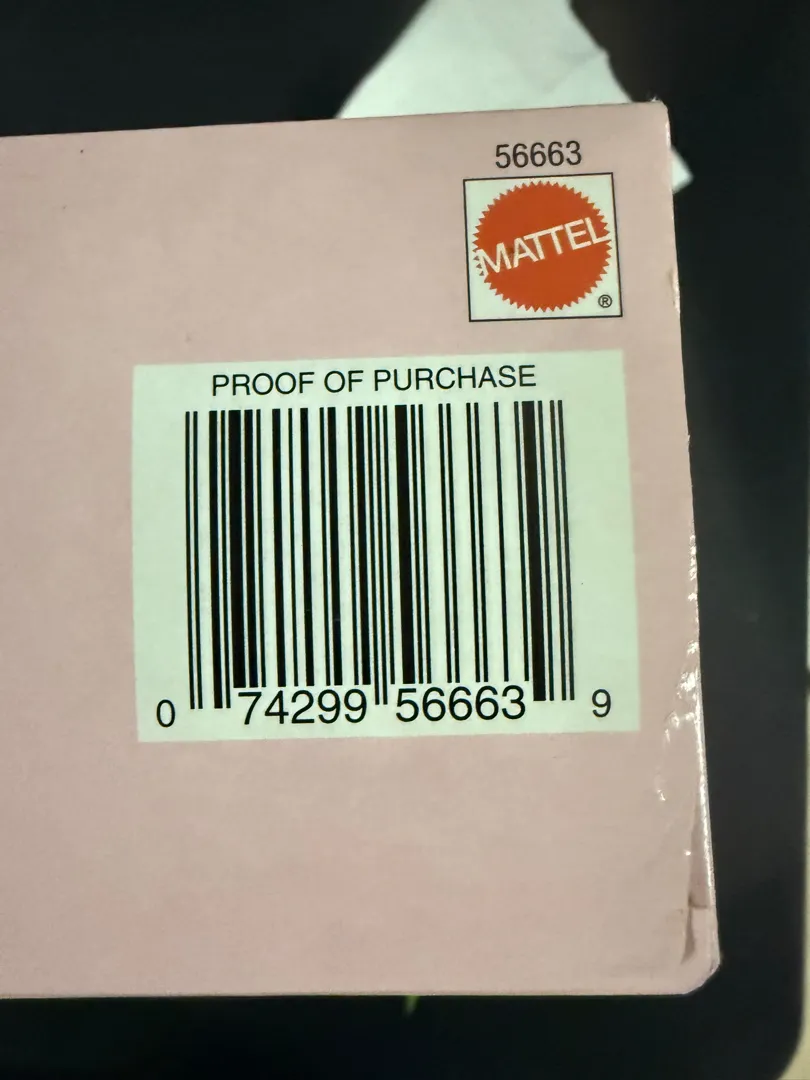 56663
MATTEL
®
PROOF OF PURCHASE
0 74299 56663 9